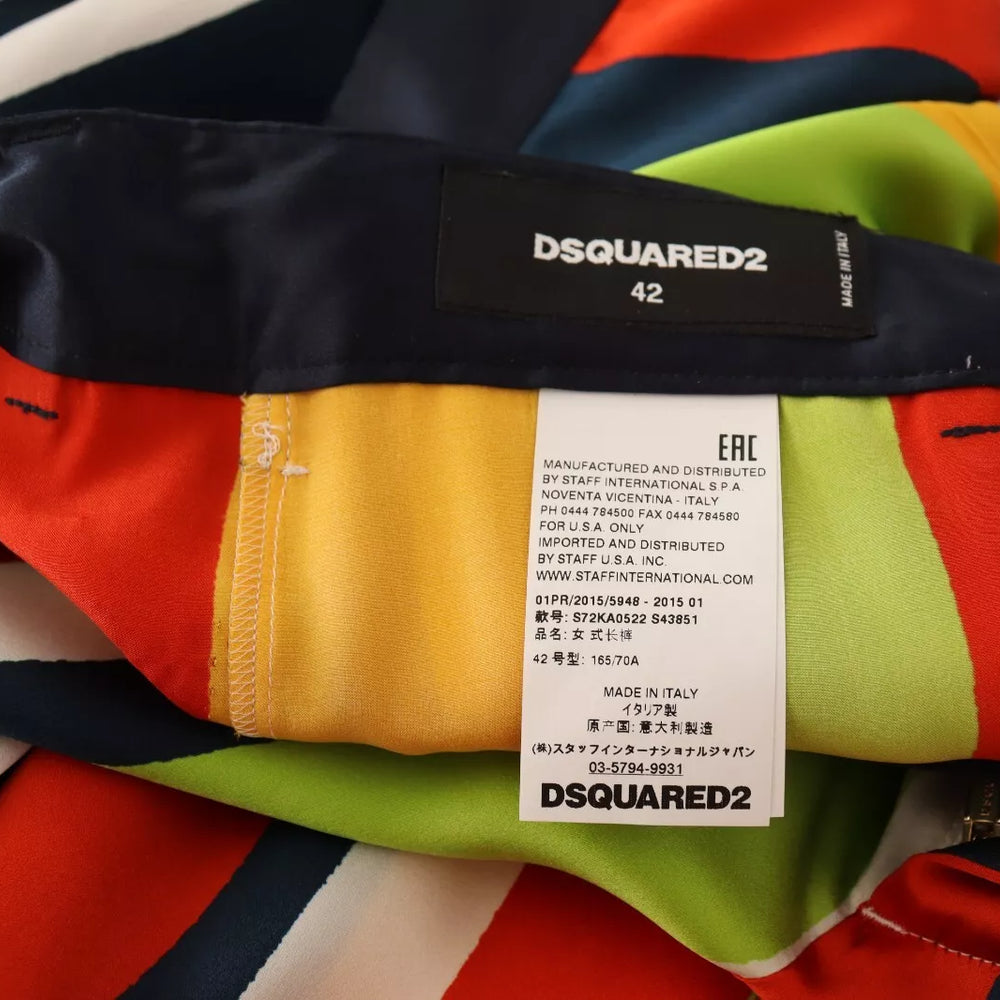 DSQUARED2
42
MADE IN ITALY
EAC
MANUFACTURED AND DISTRIBUTED
BY STAFF INTERNATIONAL S.P.A.
NOVENTA VICENTINA - ITALY
PH 0444 784500 FAX 0444 784580
FOR U.S.A. ONLY
IMPORTED AND DISTRIBUTED
BY STAFF U.S.A. INC.
WWW.STAFFINTERNATIONAL.COM
01PR/2015/5948 - 2015 01
款号: S72KA0522 S43851
品名: 女式长裤
42 号型: 165/70A
MADE IN ITALY
イタリア製
原产国: 意大利製造
(株)スタッフインターナショナルジャパン
03-5794-9931
DSQUARED2